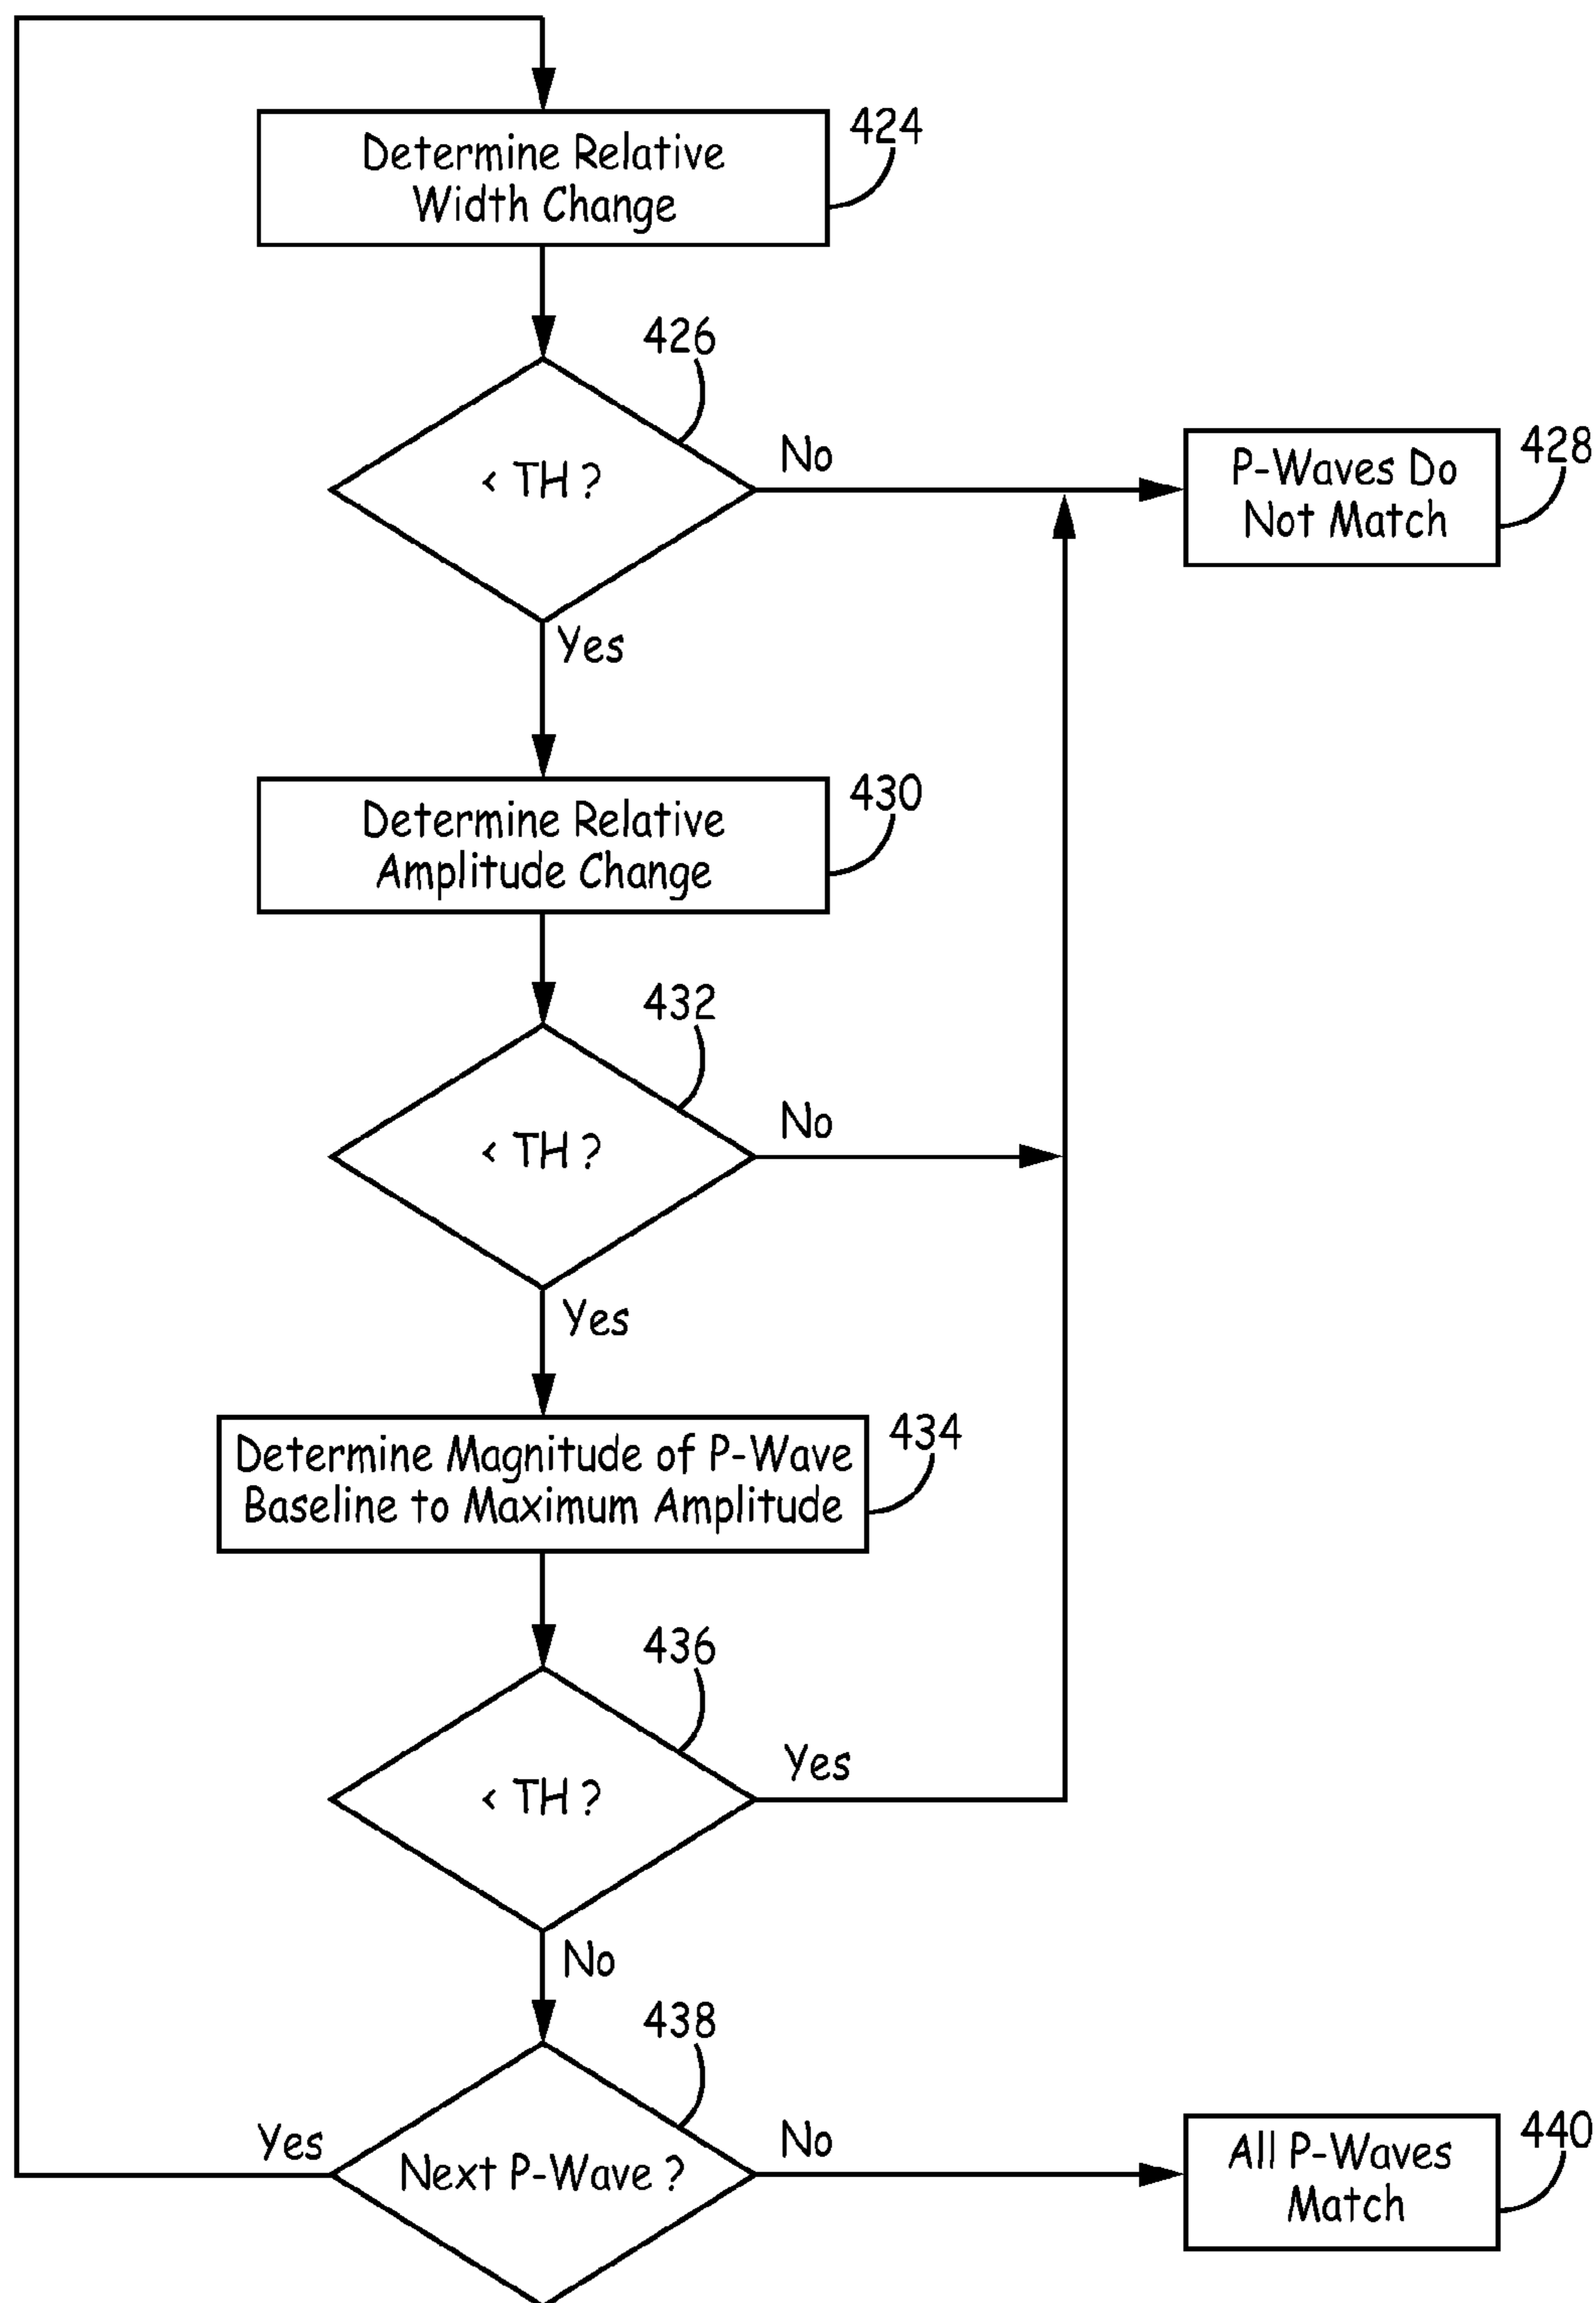 Determine Relative
Width Change
424
426
< TH ?
No
P-Waves Do
Not Match
428
Yes
Determine Relative
Amplitude Change
430
432
< TH ?
No
Yes
Determine Magnitude of P-Wave
Baseline to Maximum Amplitude
434
436
< TH ?
Yes
No
438
Yes
Next P-Wave ?
No
All P-Waves
Match
440